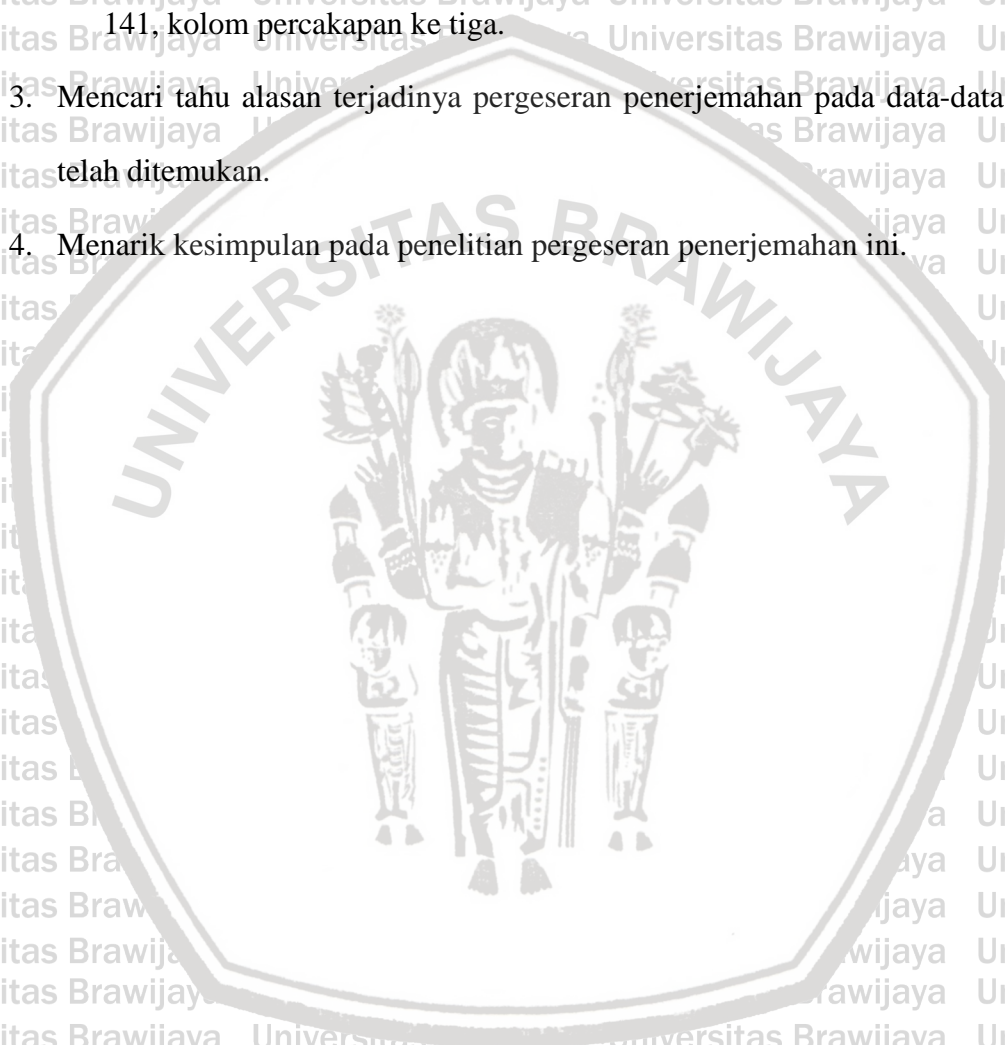 141, kolom percakapan ke tiga.
3. Mencari tahu alasan terjadinya pergeseran penerjemahan pada data-data
telah ditemukan.
4. Menarik kesimpulan pada penelitian pergeseran penerjemahan ini.
UNIVERSITAS BRAWIJAYA